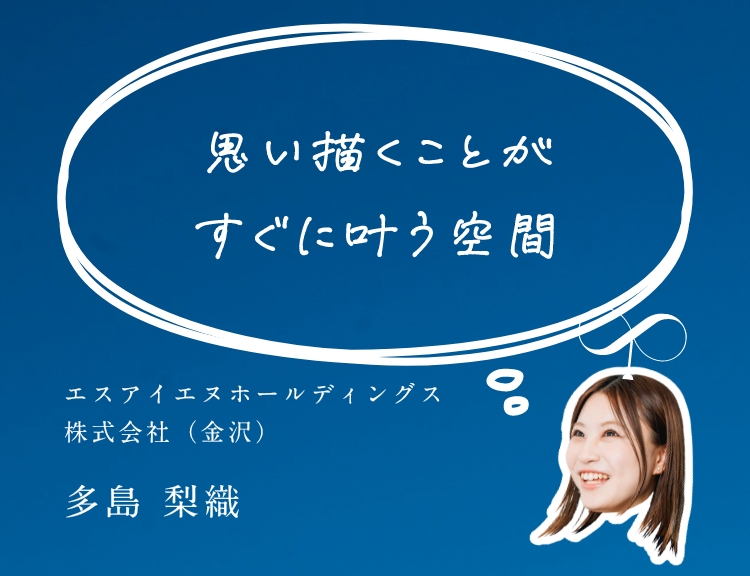 思い描くことが
すぐに叶う空間
エスアイエヌホールディングス
株式会社（金沢）
多島 梨織